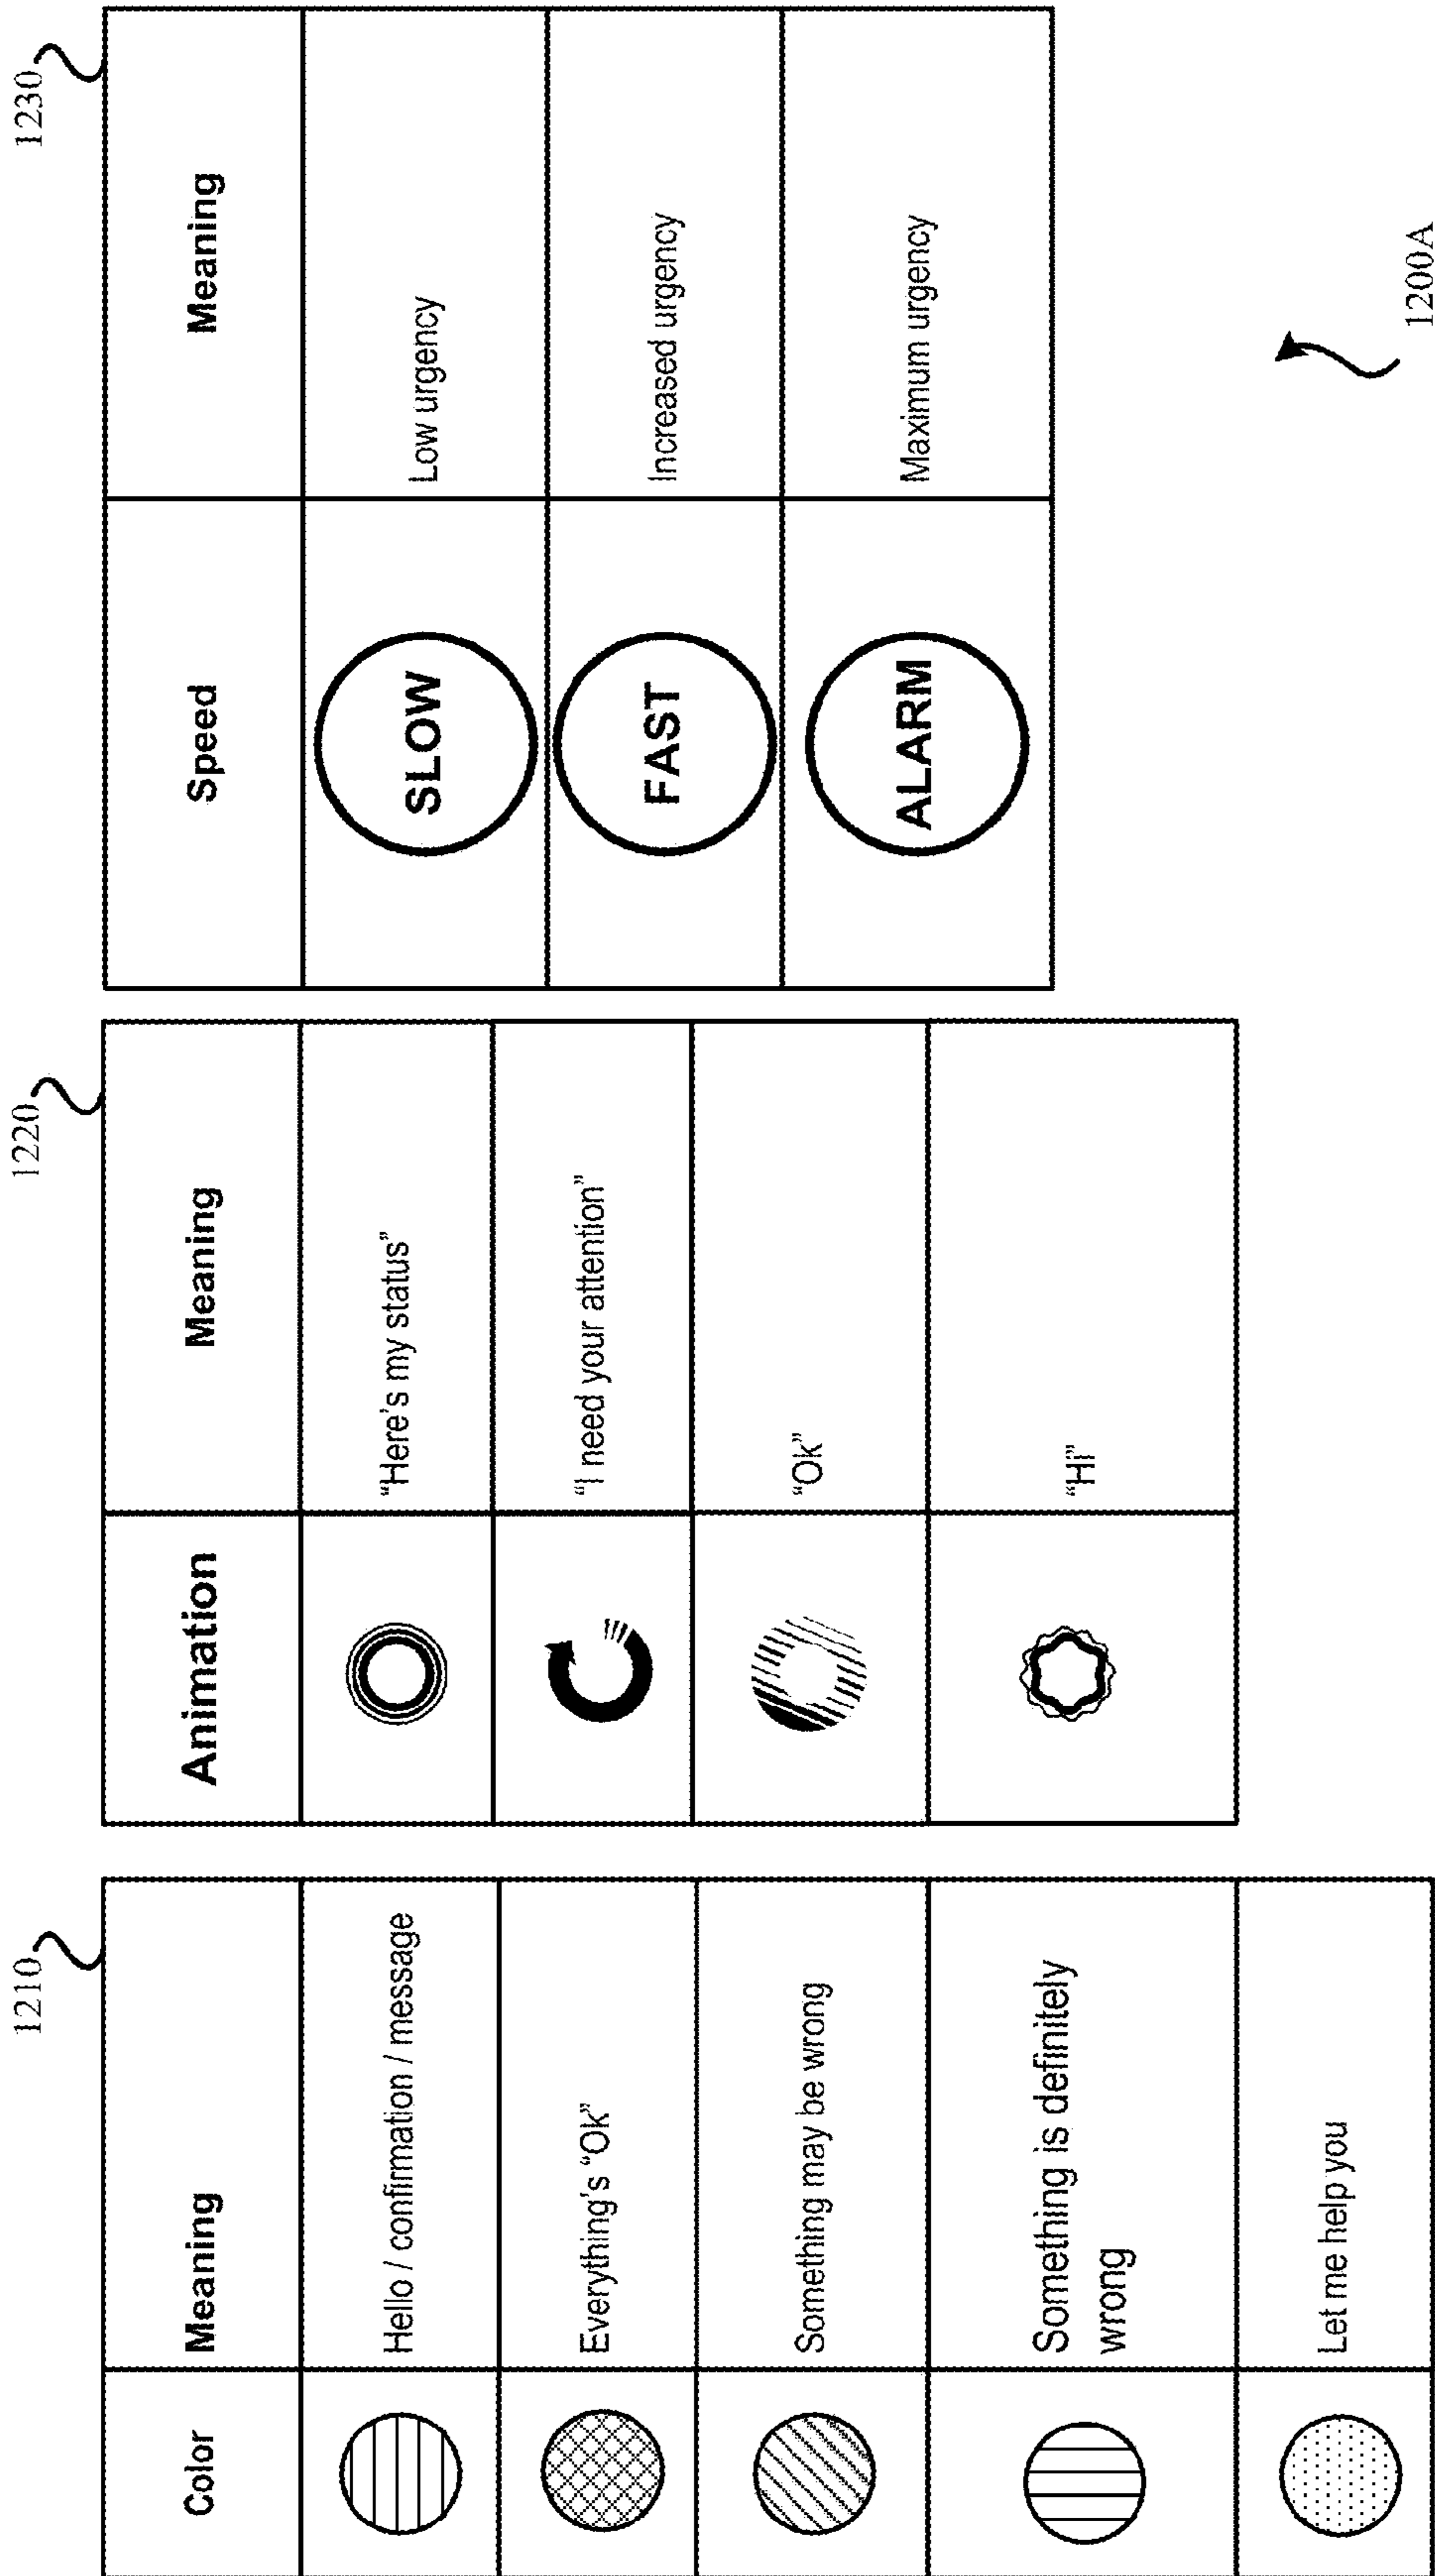 1210
Color Meaning
Hello / confirmation / message
Everything's “OK”
Something may be wrong
Something is definitely
wrong
Let me help you
1220
Animation Meaning
“Here's my status”
“I need your attention”
“Ok”
“Hi”
1230
Speed Meaning
SLOW Low urgency
FAST Increased urgency
ALARM Maximum urgency
1200A